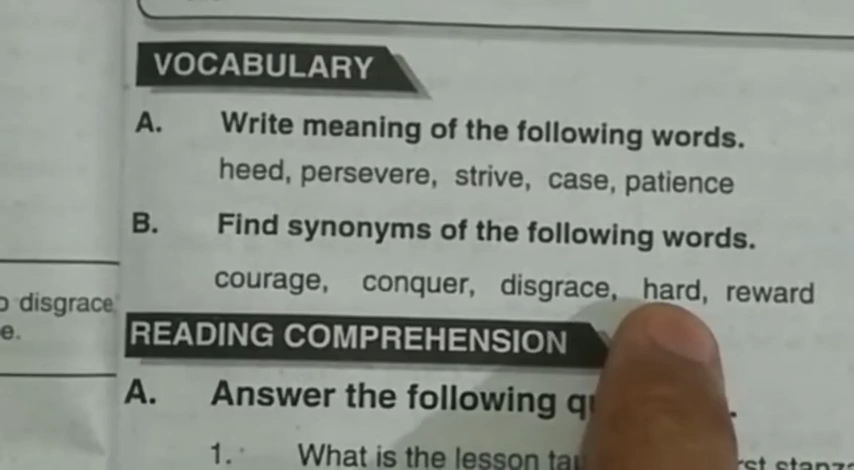 VOCABULARY
A. Write meaning of the following words.
heed, persevere, strive, case, patience
B. Find synonyms of the following words.
courage, conquer, disgrace, hard, reward
disgrace
e.
READING COMPREHENSION
A. Answer the following
1. What is the lesson